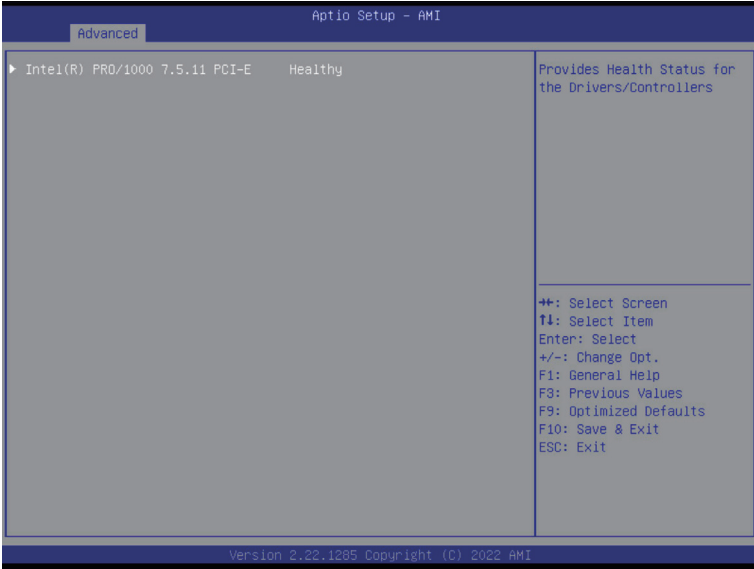 Aptio Setup – AMI
Advanced
▶ Intel(R) PRO/1000 7.5.11 PCI-E Healthy
Provides Health Status for
the Drivers/Controllers
→←: Select Screen
↑↓: Select Item
Enter: Select
+/-: Change Opt.
F1: General Help
F3: Previous Values
F9: Optimized Defaults
F10: Save & Exit
ESC: Exit
Version 2.22.1285 Copyright (C) 2022 AMI